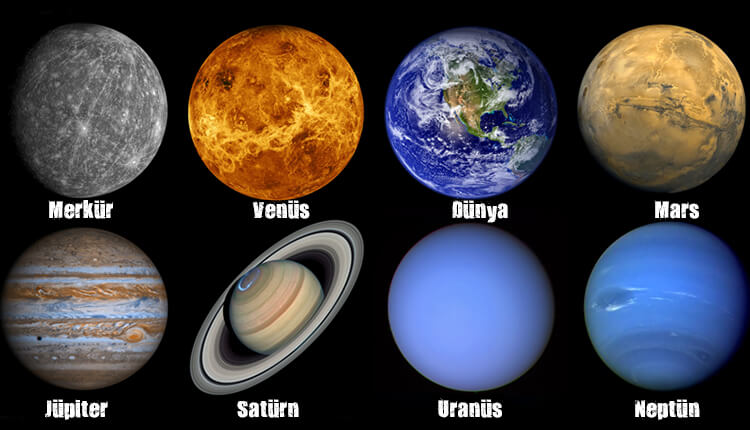 Merkür
Venüs
Dünya
Mars
Jüpiter
Satürn
Uranüs
Neptün